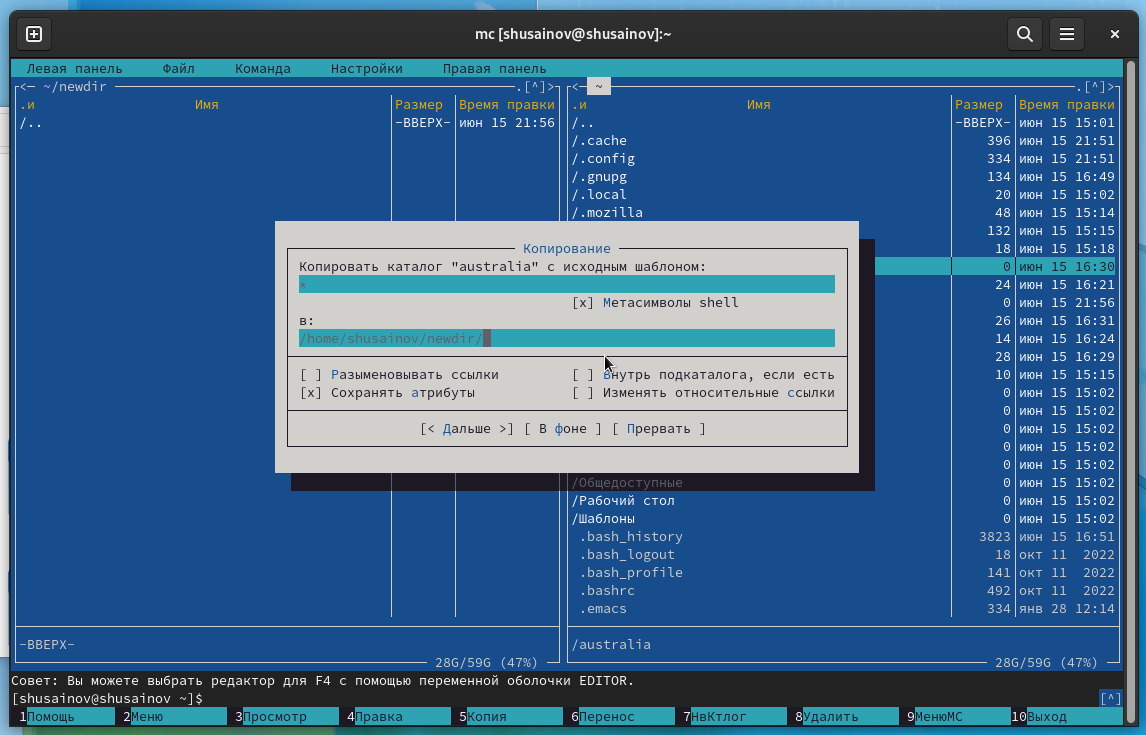 mc [shusainov@shusainov]:~
Левая панель Файл Команда Настройки Правая панель
<— ~/newdir .[^]> <— ~ .[^]>
.и Имя Размер Время правки .и Имя Размер Время правки
/.. -ВВЕРХ- июн 15 21:56 /.. -ВВЕРХ- июн 15 15:01
/.cache 396 июн 15 21:51
/.config 334 июн 15 21:51
/.gnupg 134 июн 15 16:49
/.local 20 июн 15 15:02
/.mozilla 48 июн 15 15:14
132 июн 15 15:15
Копирование 18 июн 15 15:18
Копировать каталог "australia" с исходным шаблоном: 0 июн 15 16:30
* 24 июн 15 16:21
[x] Метасимволы shell 0 июн 15 21:56
в: 26 июн 15 16:31
/home/shusainov/newdir/ 14 июн 15 16:24
28 июн 15 16:29
[ ] Разыменовывать ссылки [ ] Внутрь подкаталога, если есть 10 июн 15 15:15
[x] Сохранять атрибуты [ ] Изменять относительные ссылки 0 июн 15 15:02
0 июн 15 15:02
[< Дальше >] [ В фоне ] [ Прервать ] 0 июн 15 15:02
0 июн 15 15:02
0 июн 15 15:02
/Общедоступные 0 июн 15 15:02
/Рабочий стол 0 июн 15 15:02
/Шаблоны 0 июн 15 15:02
.bash_history 3823 июн 15 16:51
.bash_logout 18 окт 11 2022
.bash_profile 141 окт 11 2022
.bashrc 492 окт 11 2022
.emacs 334 янв 28 12:14
-ВВЕРХ- /australia
28G/59G (47%) 28G/59G (47%)
Совет: Вы можете выбрать редактор для F4 с помощью переменной оболочки EDITOR.
[shusainov@shusainov ~]$ [^]
1Помощь 2Меню 3Просмотр 4Правка 5Копия 6Перенос 7НвКтлог 8Удалить 9МенюМС 10Выход